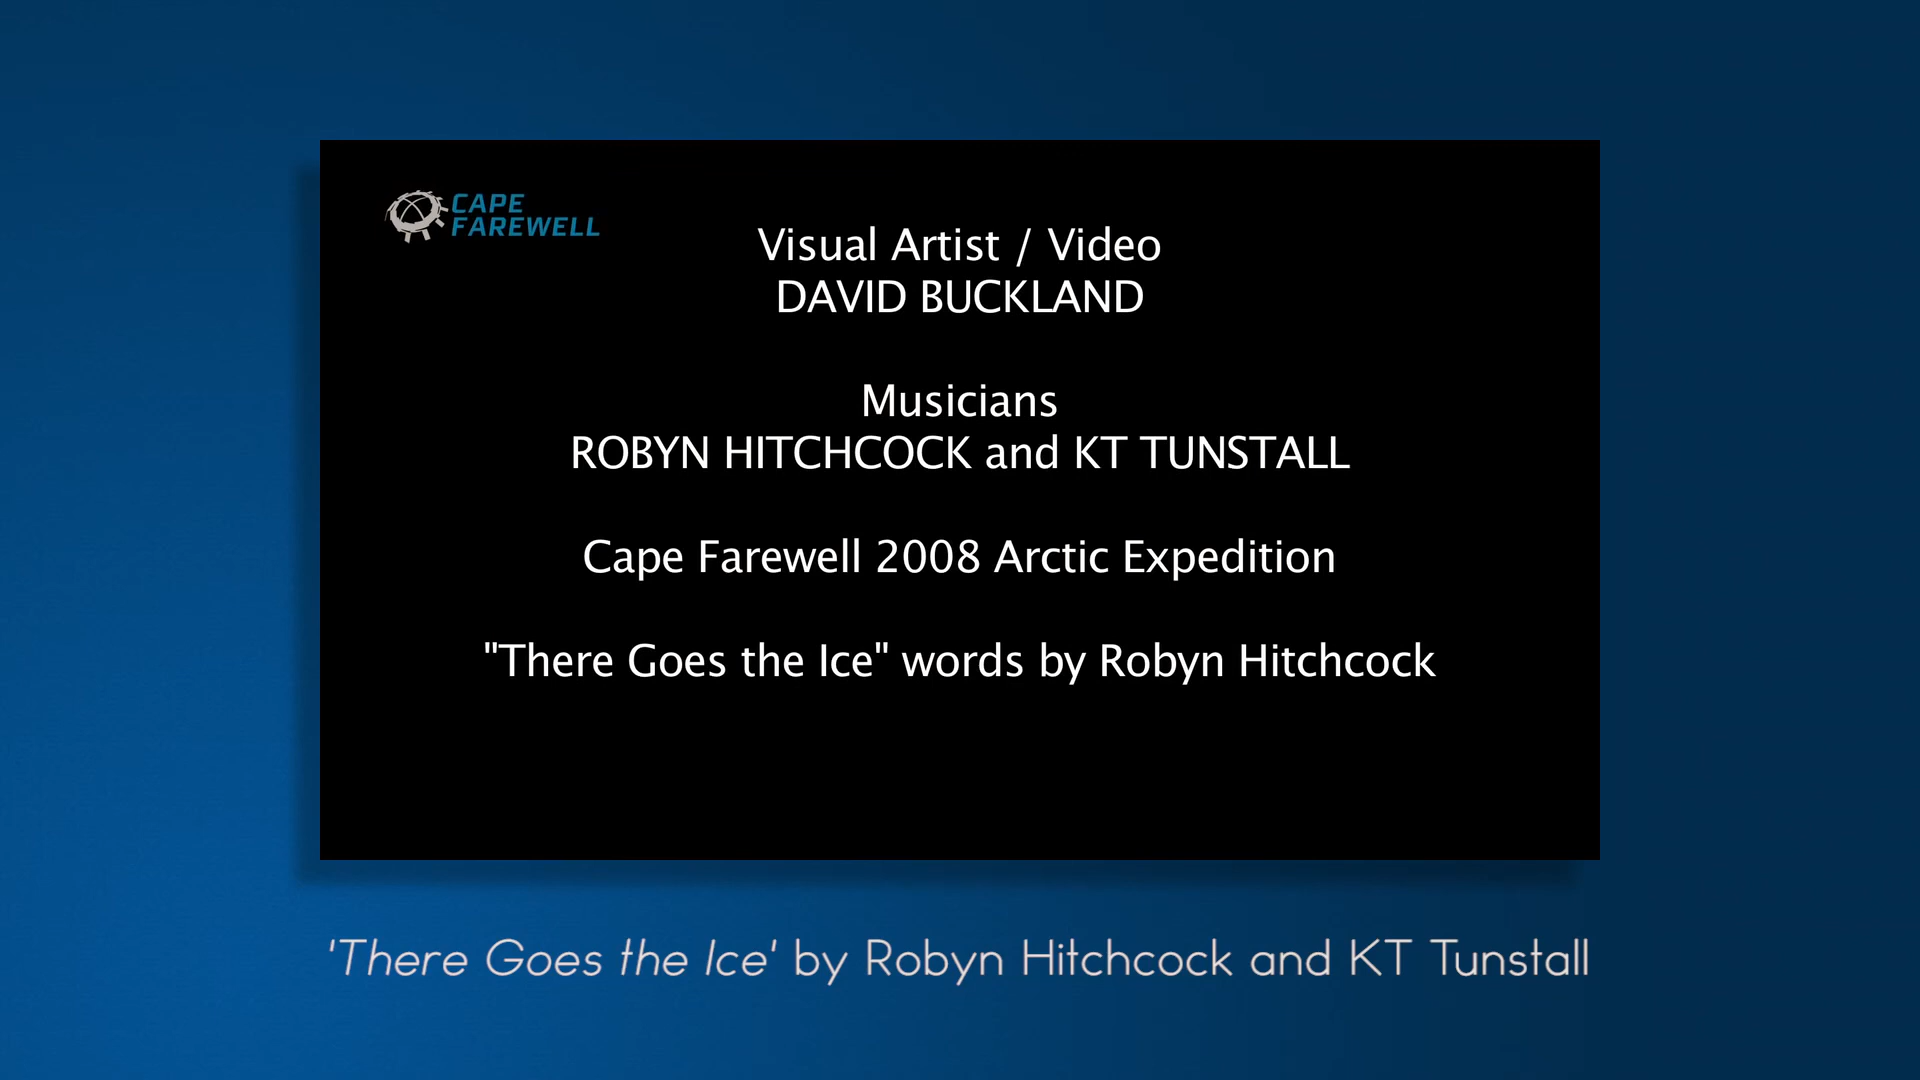 CAPE
FAREWELL
Visual Artist / Video
DAVID BUCKLAND
Musicians
ROBYN HITCHCOCK and KT TUNSTALL
Cape Farewell 2008 Arctic Expedition
"There Goes the Ice" words by Robyn Hitchcock
'There Goes the Ice' by Robyn Hitchcock and KT Tunstall